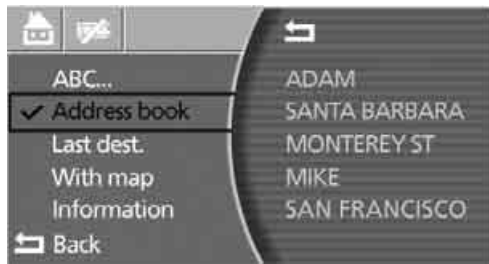 ABC...
Address book
Last dest.
With map
Information
Back
ADAM
SANTA BARBARA
MONTEREY ST
MIKE
SAN FRANCISCO